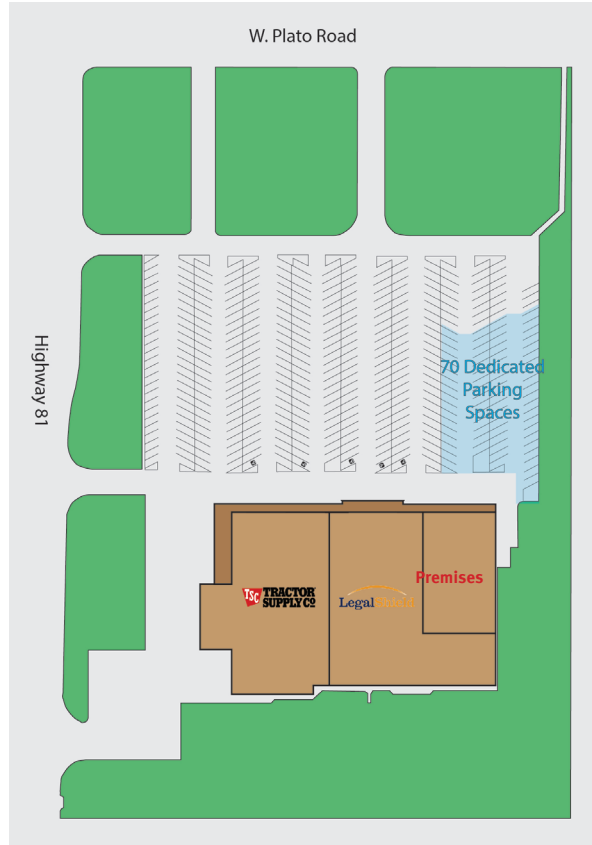 W. Plato Road
Highway 81
70 Dedicated
Parking
Spaces
TSC TRACTOR
SUPPLY CO
LegalShield
Premises